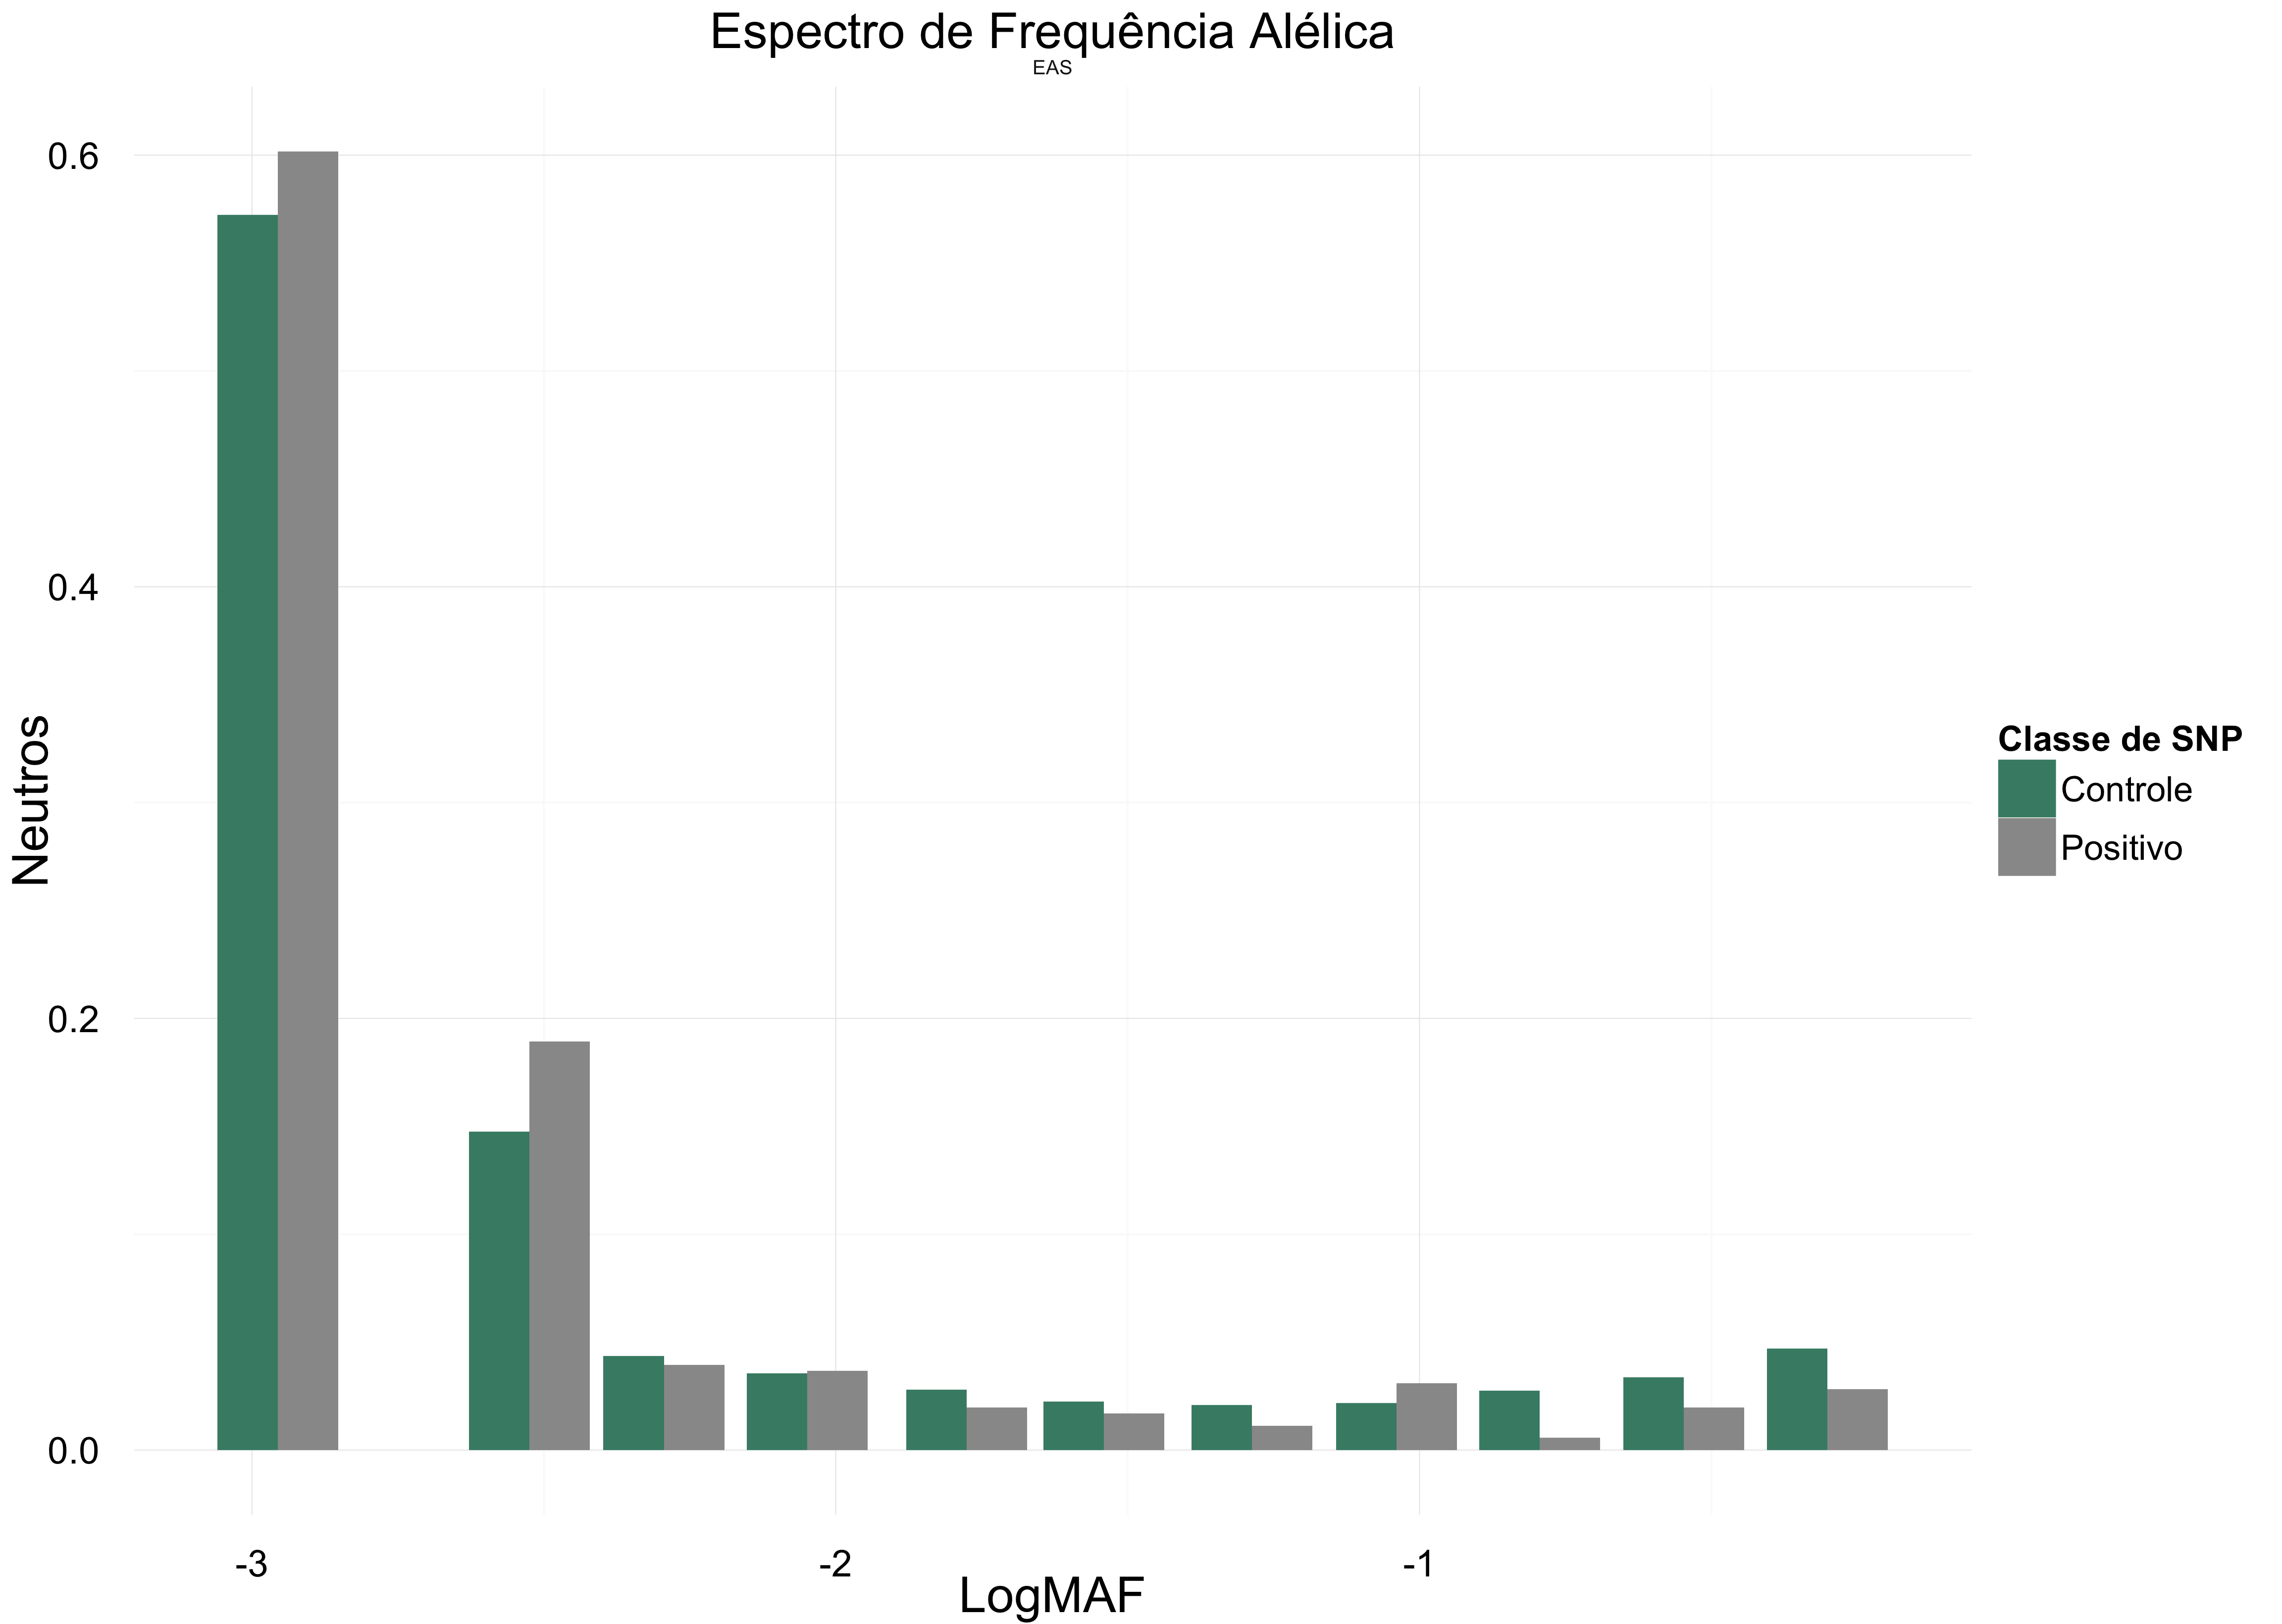 Espectro de Frequência Alélica
EAS
Neutros
0.6
0.4
0.2
0.0
-3
-2
-1
LogMAF
Classe de SNP
Controle
Positivo